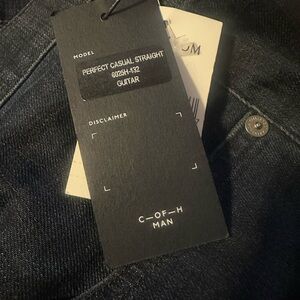 MODEL
PERFECT CASUAL STRAIGHT
GUITAR
DISCLAIMER
C—OF—H
MAN